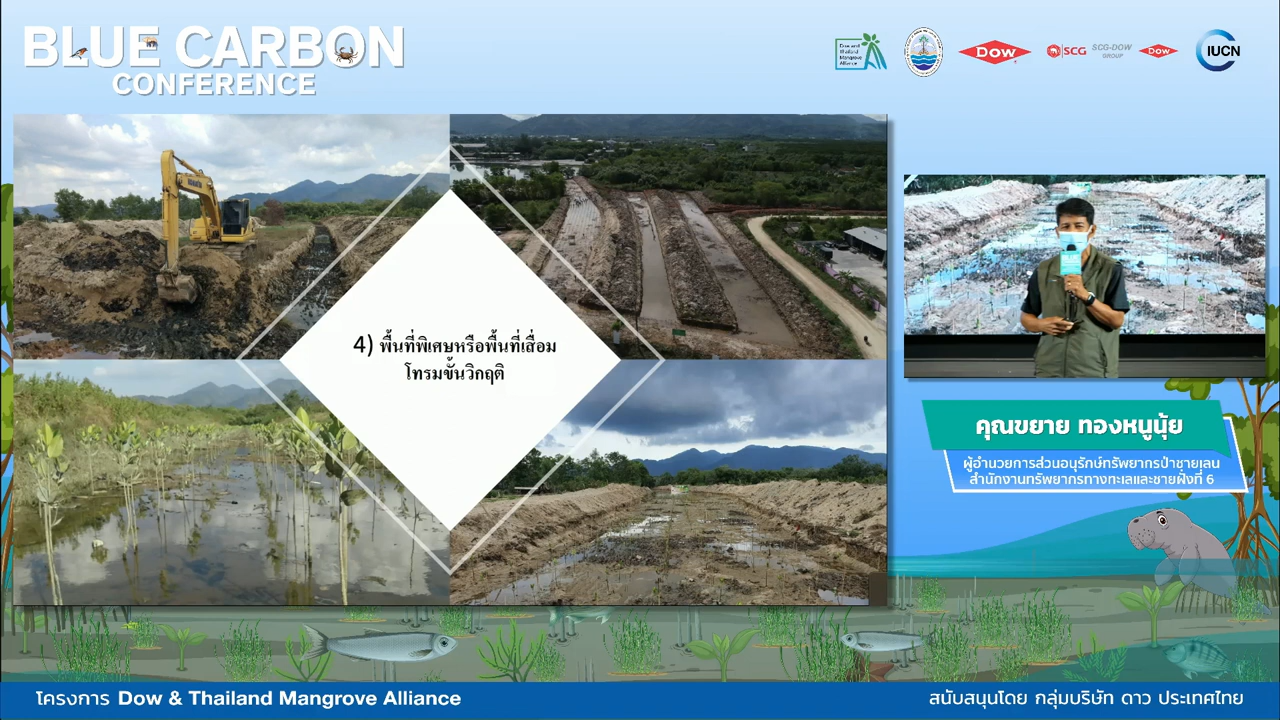 BLUE CARBON
CONFERENCE
Dow and
Thailand
Mangrove
Alliance
DOW
SCG
SCG-DOW
GROUP
DOW
IUCN
4) พื้นที่พิเศษหรือพื้นที่เสื่อม
โทรมขั้นวิกฤติ
BLUE
คุณขยาย ทองหนูนุ้ย
ผู้อำนวยการส่วนอนุรักษ์ทรัพยากรป่าชายเลน
สำนักงานทรัพยากรทางทะเลและชายฝั่งที่ 6
โครงการ Dow & Thailand Mangrove Alliance
สนับสนุนโดย กลุ่มบริษัท ดาว ประเทศไทย